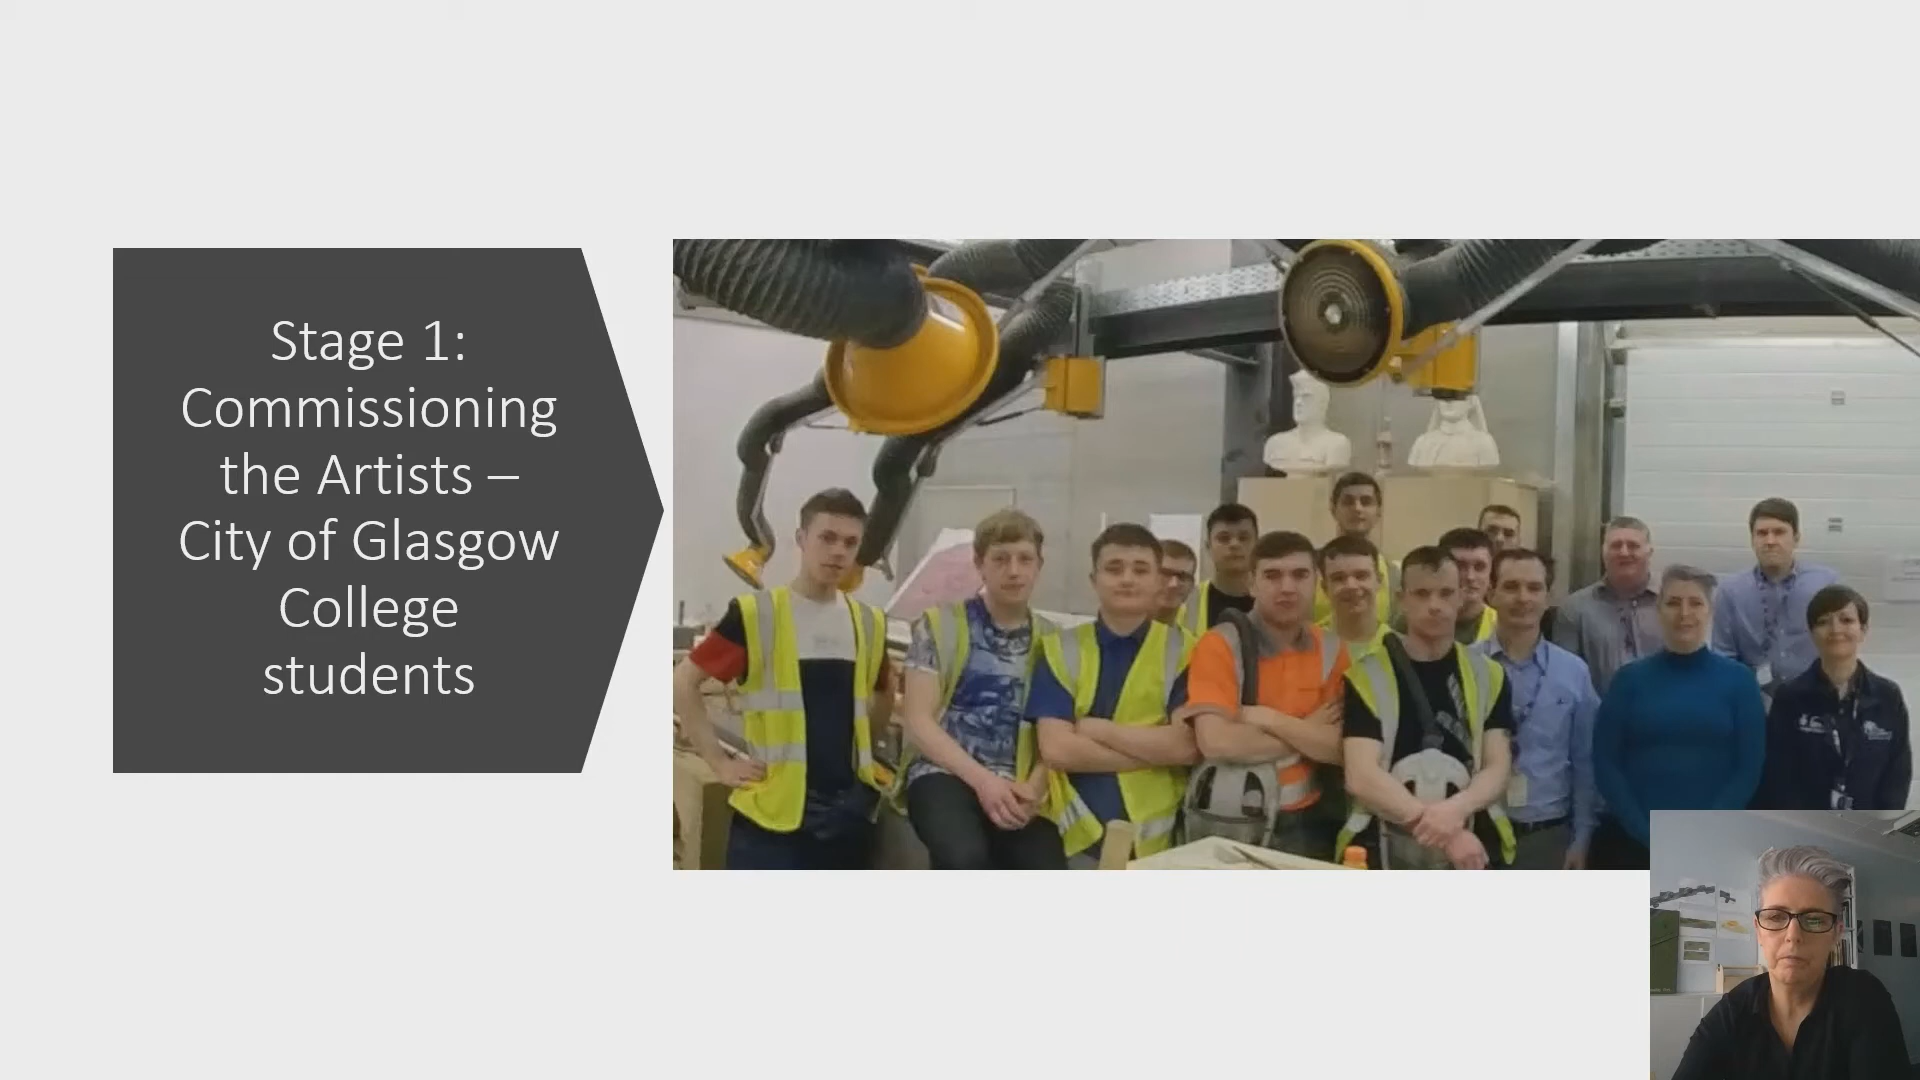 Stage 1:
Commissioning
the Artists –
City of Glasgow
College
students